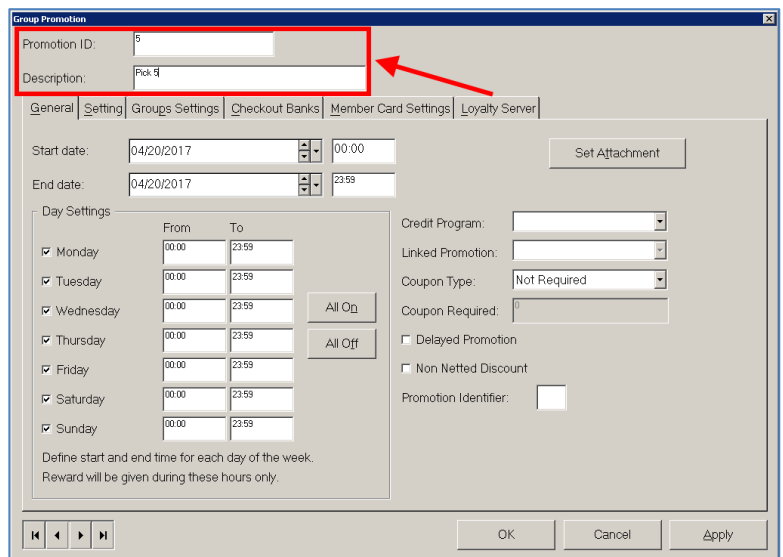 Group Promotion
Promotion ID: 5
Description: Pick 5
General Setting Groups Settings Checkout Banks Member Card Settings Loyalty Server
Start date: 04/20/2017 00:00 Set Attachment
End date: 04/20/2017 23:59
Day Settings
From To
Monday 00:00 23:59
Tuesday 00:00 23:59
Wednesday 00:00 23:59
Thursday 00:00 23:59
Friday 00:00 23:59
Saturday 00:00 23:59
Sunday 00:00 23:59
All On
All Off
Define start and end time for each day of the week.
Reward will be given during these hours only.
Credit Program:
Linked Promotion:
Coupon Type: Not Required
Coupon Required: 0
Delayed Promotion
Non Netted Discount
Promotion Identifier:
OK Cancel Apply